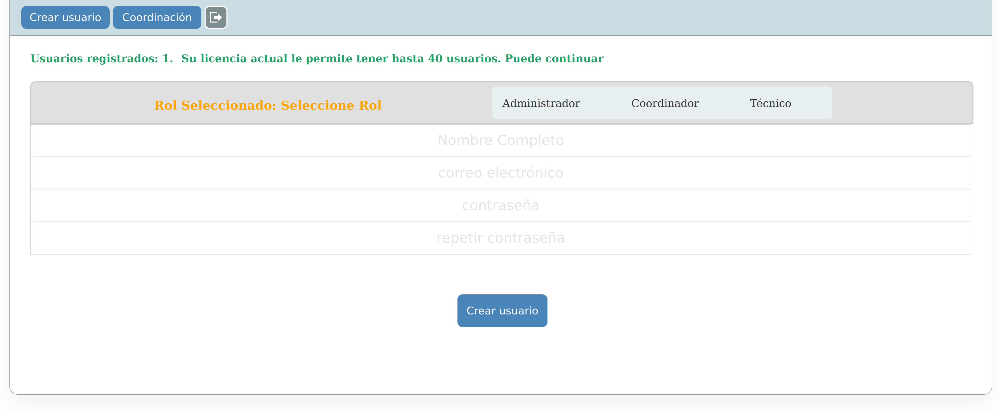 Crear usuario Coordinación
Usuarios registrados: 1. Su licencia actual le permite tener hasta 40 usuarios. Puede continuar
Rol Seleccionado: Seleccione Rol Administrador Coordinador Técnico
Nombre Completo
correo electrónico
contraseña
repetir contraseña
Crear usuario